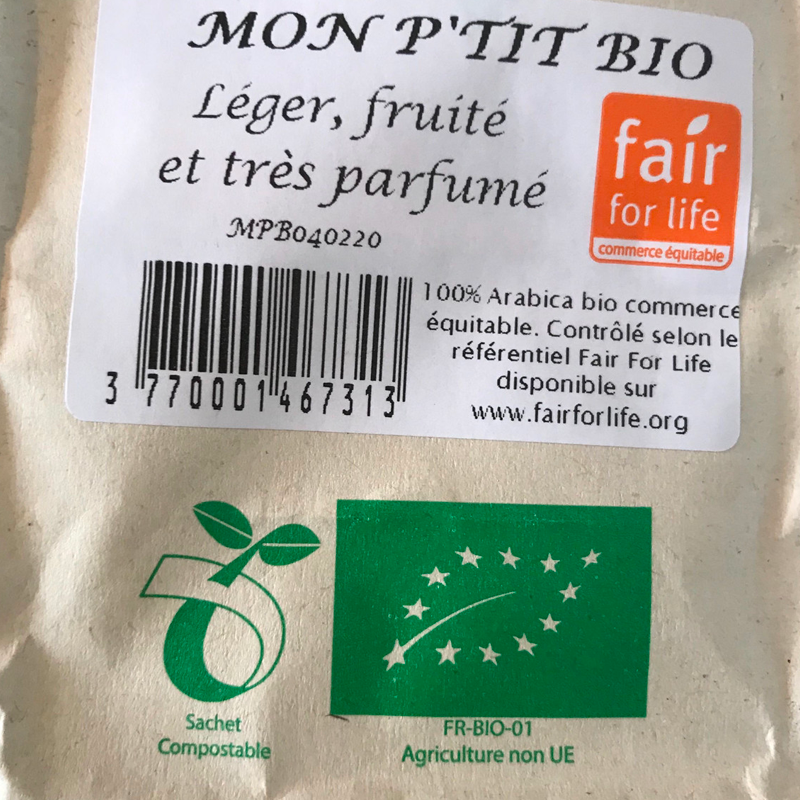 MON P'TIT BIO
Léger, fruité
et très parfumé
MPB040220
fair
for life
commerce équitable
100% Arabica bio commerce
équitable. Contrôlé selon le
référentiel Fair For Life
disponible sur
www.fairforlife.org
3 770001 467313
Sachet
Compostable
FR-BIO-01
Agriculture non UE